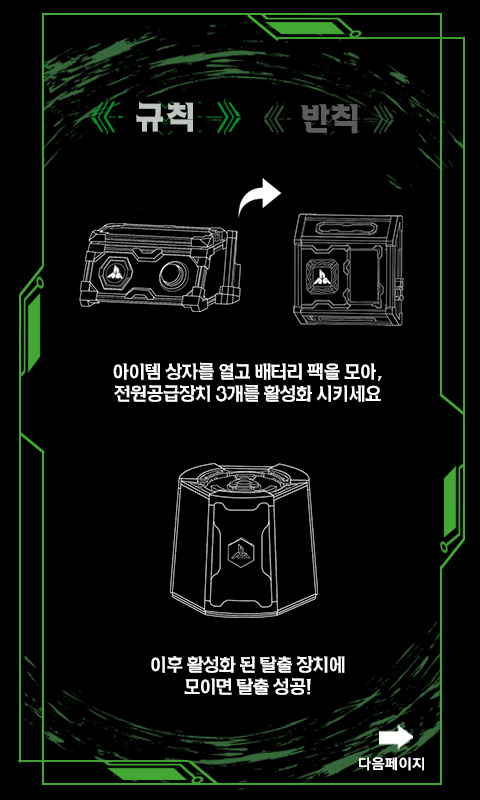 규칙 반칙
아이템 상자를 열고 배터리 팩을 모아,
전원공급장치 3개를 활성화 시키세요
이후 활성화 된 탈출 장치에
모이면 탈출 성공!
다음페이지